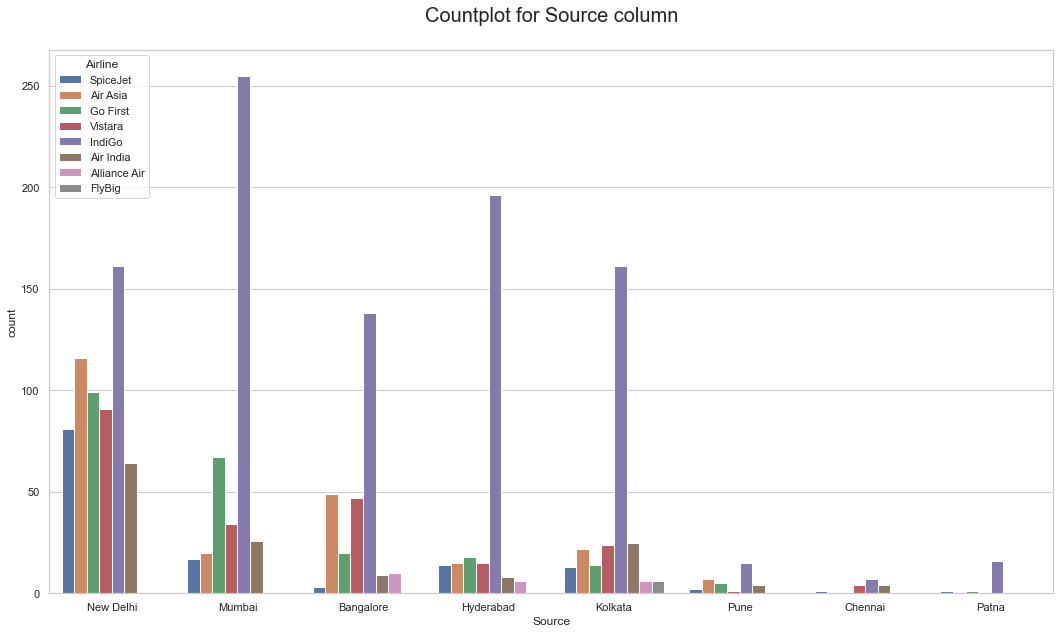 Countplot for Source column
Airline
SpiceJet
Air Asia
Go First
Vistara
IndiGo
Air India
Alliance Air
FlyBig
250
200
150
100
50
0
count
New Delhi Mumbai Bangalore Hyderabad Kolkata Pune Chennai Patna
Source